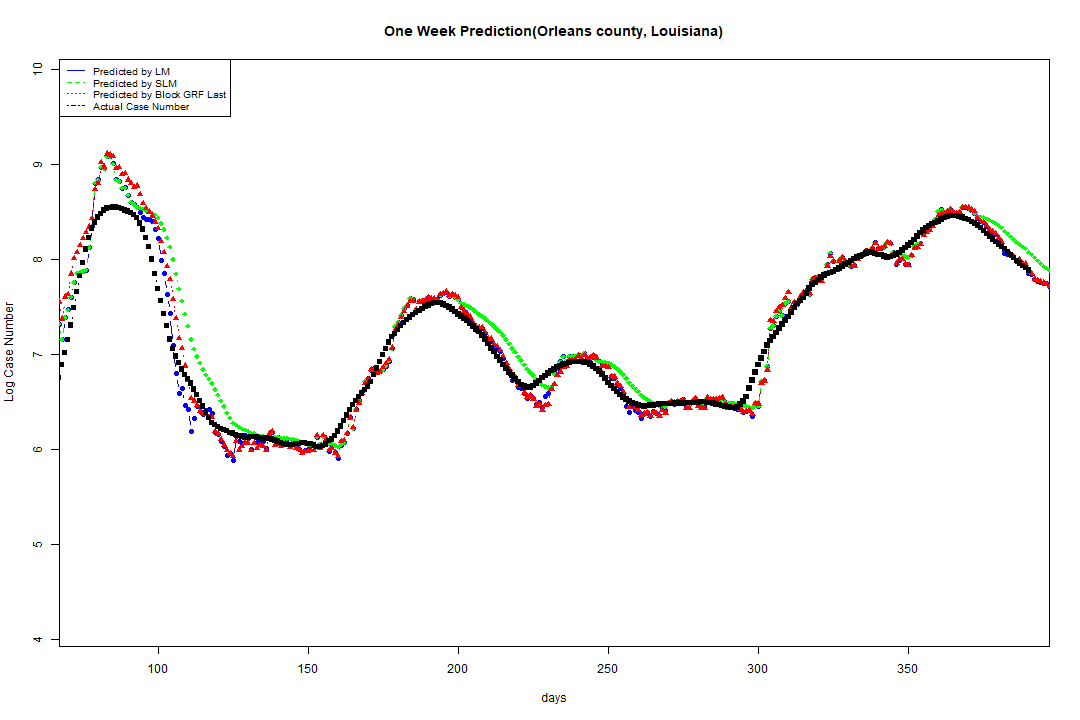 One Week Prediction(Orleans county, Louisiana)
Predicted by LM
Predicted by SLM
Predicted by Block GRF Last
Actual Case Number
10
9
8
7
6
5
4
Log Case Number
100 150 200 250 300 350
days